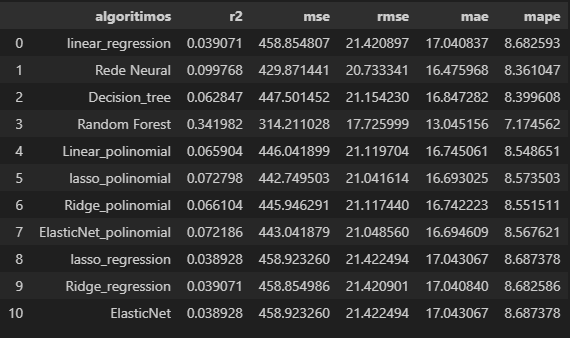 algoritimos r2 mse rmse mae mape
0 linear_regression 0.039071 458.854807 21.420897 17.040837 8.682593
1 Rede Neural 0.099768 429.871441 20.733341 16.475968 8.361047
2 Decision_tree 0.062847 447.501452 21.154230 16.847282 8.399608
3 Random Forest 0.341982 314.211028 17.725999 13.045156 7.174562
4 Linear_polinomial 0.065904 446.041899 21.119704 16.745061 8.548651
5 lasso_polinomial 0.072798 442.749503 21.041614 16.693025 8.573503
6 Ridge_polinomial 0.066104 445.946291 21.117440 16.742223 8.551511
7 ElasticNet_polinomial 0.072186 443.041879 21.048560 16.694609 8.567621
8 lasso_regression 0.038928 458.923260 21.422494 17.043067 8.687378
9 Ridge_regression 0.039071 458.854986 21.420901 17.040840 8.682586
10 ElasticNet 0.038928 458.923260 21.422494 17.043067 8.687378